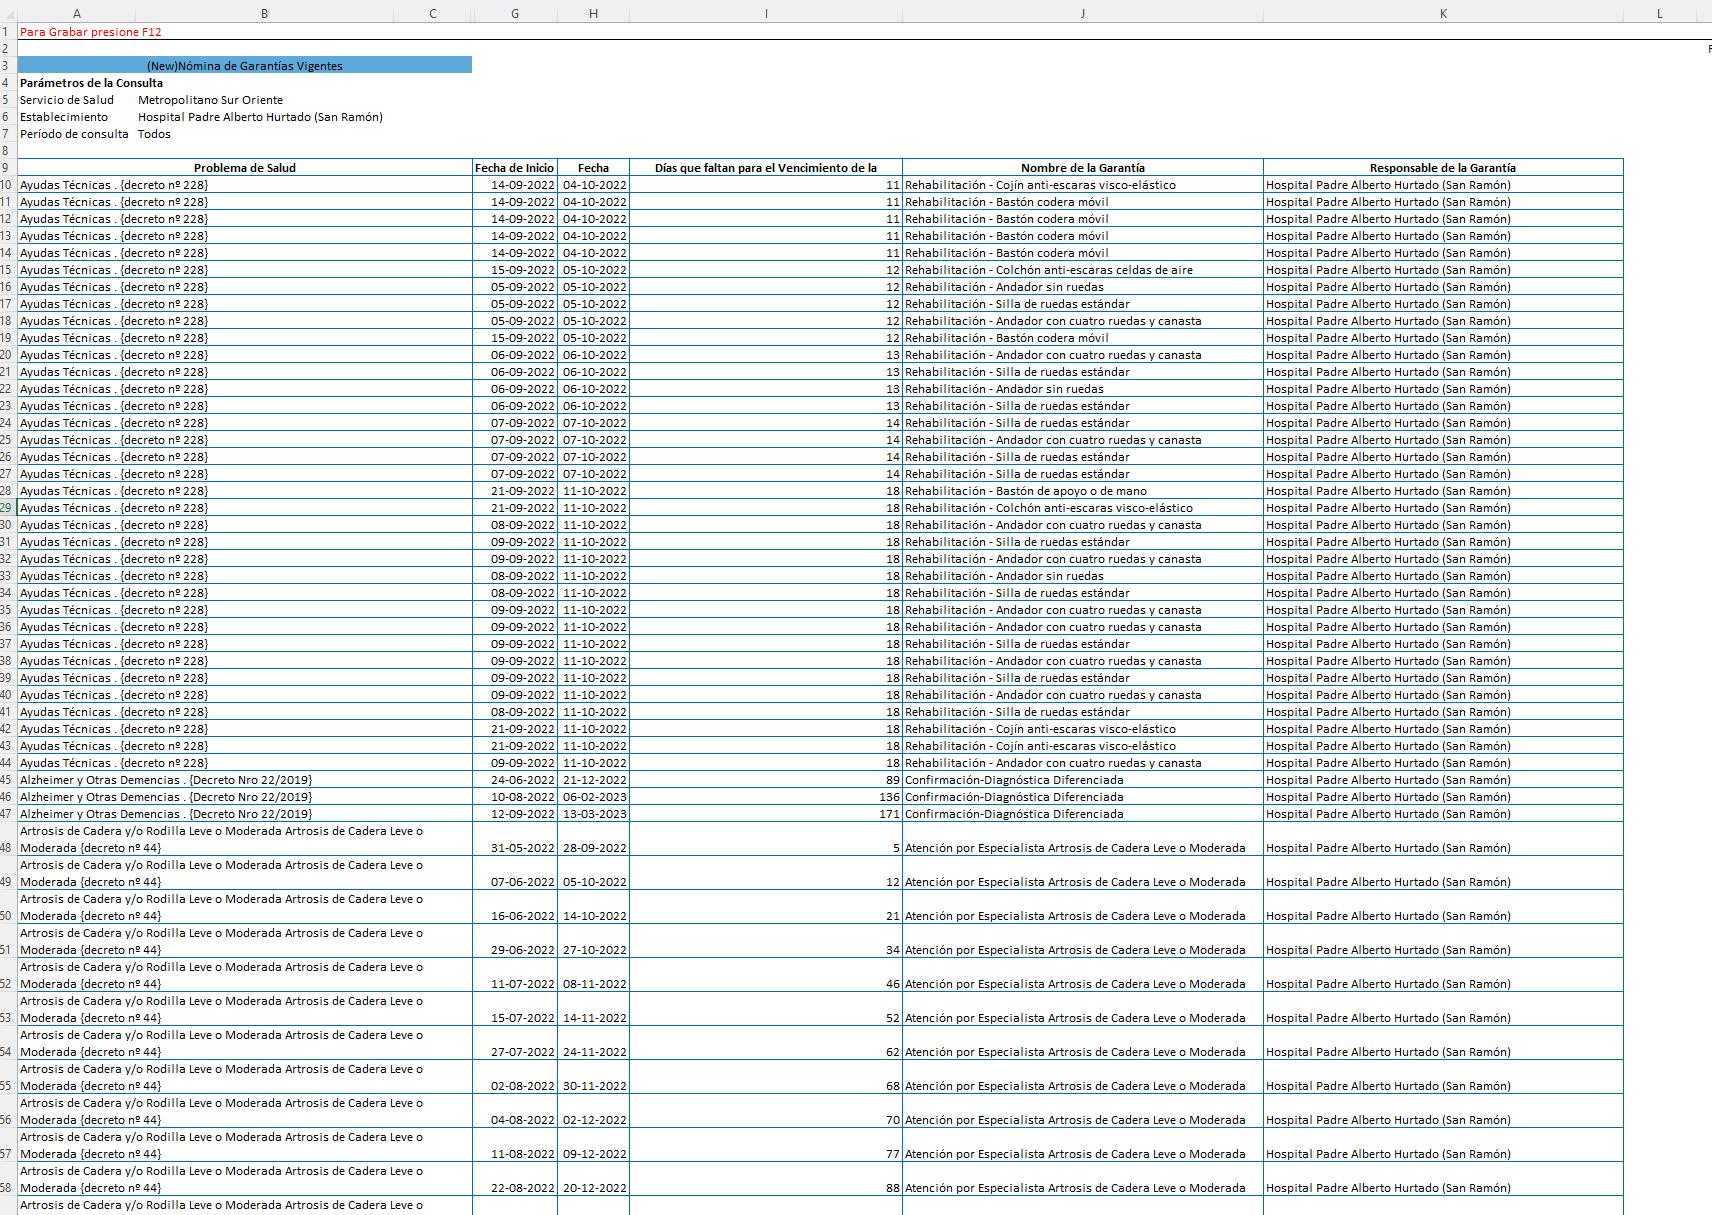 A B C G H I J K L
1 Para Grabar presione F12
2 F
3 (New)Nómina de Garantías Vigentes
4 Parámetros de la Consulta
5 Servicio de Salud Metropolitano Sur Oriente
6 Establecimiento Hospital Padre Alberto Hurtado (San Ramón)
7 Período de consulta Todos
8
9 Problema de Salud Fecha de Inicio Fecha Días que faltan para el Vencimiento de la Nombre de la Garantía Responsable de la Garantía
10 Ayudas Técnicas . {decreto nº 228} 14-09-2022 04-10-2022 11 Rehabilitación - Cojín anti-escaras visco-elástico Hospital Padre Alberto Hurtado (San Ramón)
11 Ayudas Técnicas . {decreto nº 228} 14-09-2022 04-10-2022 11 Rehabilitación - Bastón codera móvil Hospital Padre Alberto Hurtado (San Ramón)
12 Ayudas Técnicas . {decreto nº 228} 14-09-2022 04-10-2022 11 Rehabilitación - Bastón codera móvil Hospital Padre Alberto Hurtado (San Ramón)
13 Ayudas Técnicas . {decreto nº 228} 14-09-2022 04-10-2022 11 Rehabilitación - Bastón codera móvil Hospital Padre Alberto Hurtado (San Ramón)
14 Ayudas Técnicas . {decreto nº 228} 14-09-2022 04-10-2022 11 Rehabilitación - Bastón codera móvil Hospital Padre Alberto Hurtado (San Ramón)
15 Ayudas Técnicas . {decreto nº 228} 15-09-2022 05-10-2022 12 Rehabilitación - Colchón anti-escaras celdas de aire Hospital Padre Alberto Hurtado (San Ramón)
16 Ayudas Técnicas . {decreto nº 228} 05-09-2022 05-10-2022 12 Rehabilitación - Andador sin ruedas Hospital Padre Alberto Hurtado (San Ramón)
17 Ayudas Técnicas . {decreto nº 228} 05-09-2022 05-10-2022 12 Rehabilitación - Silla de ruedas estándar Hospital Padre Alberto Hurtado (San Ramón)
18 Ayudas Técnicas . {decreto nº 228} 05-09-2022 05-10-2022 12 Rehabilitación - Andador con cuatro ruedas y canasta Hospital Padre Alberto Hurtado (San Ramón)
19 Ayudas Técnicas . {decreto nº 228} 15-09-2022 05-10-2022 12 Rehabilitación - Bastón codera móvil Hospital Padre Alberto Hurtado (San Ramón)
20 Ayudas Técnicas . {decreto nº 228} 06-09-2022 06-10-2022 13 Rehabilitación - Andador con cuatro ruedas y canasta Hospital Padre Alberto Hurtado (San Ramón)
21 Ayudas Técnicas . {decreto nº 228} 06-09-2022 06-10-2022 13 Rehabilitación - Silla de ruedas estándar Hospital Padre Alberto Hurtado (San Ramón)
22 Ayudas Técnicas . {decreto nº 228} 06-09-2022 06-10-2022 13 Rehabilitación - Andador sin ruedas Hospital Padre Alberto Hurtado (San Ramón)
23 Ayudas Técnicas . {decreto nº 228} 06-09-2022 06-10-2022 13 Rehabilitación - Silla de ruedas estándar Hospital Padre Alberto Hurtado (San Ramón)
24 Ayudas Técnicas . {decreto nº 228} 07-09-2022 07-10-2022 14 Rehabilitación - Silla de ruedas estándar Hospital Padre Alberto Hurtado (San Ramón)
25 Ayudas Técnicas . {decreto nº 228} 07-09-2022 07-10-2022 14 Rehabilitación - Andador con cuatro ruedas y canasta Hospital Padre Alberto Hurtado (San Ramón)
26 Ayudas Técnicas . {decreto nº 228} 07-09-2022 07-10-2022 14 Rehabilitación - Silla de ruedas estándar Hospital Padre Alberto Hurtado (San Ramón)
27 Ayudas Técnicas . {decreto nº 228} 07-09-2022 07-10-2022 14 Rehabilitación - Silla de ruedas estándar Hospital Padre Alberto Hurtado (San Ramón)
28 Ayudas Técnicas . {decreto nº 228} 21-09-2022 11-10-2022 18 Rehabilitación - Bastón de apoyo o de mano Hospital Padre Alberto Hurtado (San Ramón)
29 Ayudas Técnicas . {decreto nº 228} 21-09-2022 11-10-2022 18 Rehabilitación - Colchón anti-escaras visco-elástico Hospital Padre Alberto Hurtado (San Ramón)
30 Ayudas Técnicas . {decreto nº 228} 08-09-2022 11-10-2022 18 Rehabilitación - Andador con cuatro ruedas y canasta Hospital Padre Alberto Hurtado (San Ramón)
31 Ayudas Técnicas . {decreto nº 228} 09-09-2022 11-10-2022 18 Rehabilitación - Silla de ruedas estándar Hospital Padre Alberto Hurtado (San Ramón)
32 Ayudas Técnicas . {decreto nº 228} 09-09-2022 11-10-2022 18 Rehabilitación - Andador con cuatro ruedas y canasta Hospital Padre Alberto Hurtado (San Ramón)
33 Ayudas Técnicas . {decreto nº 228} 08-09-2022 11-10-2022 18 Rehabilitación - Andador sin ruedas Hospital Padre Alberto Hurtado (San Ramón)
34 Ayudas Técnicas . {decreto nº 228} 08-09-2022 11-10-2022 18 Rehabilitación - Silla de ruedas estándar Hospital Padre Alberto Hurtado (San Ramón)
35 Ayudas Técnicas . {decreto nº 228} 09-09-2022 11-10-2022 18 Rehabilitación - Andador con cuatro ruedas y canasta Hospital Padre Alberto Hurtado (San Ramón)
36 Ayudas Técnicas . {decreto nº 228} 09-09-2022 11-10-2022 18 Rehabilitación - Andador con cuatro ruedas y canasta Hospital Padre Alberto Hurtado (San Ramón)
37 Ayudas Técnicas . {decreto nº 228} 09-09-2022 11-10-2022 18 Rehabilitación - Silla de ruedas estándar Hospital Padre Alberto Hurtado (San Ramón)
38 Ayudas Técnicas . {decreto nº 228} 09-09-2022 11-10-2022 18 Rehabilitación - Andador con cuatro ruedas y canasta Hospital Padre Alberto Hurtado (San Ramón)
39 Ayudas Técnicas . {decreto nº 228} 09-09-2022 11-10-2022 18 Rehabilitación - Silla de ruedas estándar Hospital Padre Alberto Hurtado (San Ramón)
40 Ayudas Técnicas . {decreto nº 228} 09-09-2022 11-10-2022 18 Rehabilitación - Andador con cuatro ruedas y canasta Hospital Padre Alberto Hurtado (San Ramón)
41 Ayudas Técnicas . {decreto nº 228} 08-09-2022 11-10-2022 18 Rehabilitación - Silla de ruedas estándar Hospital Padre Alberto Hurtado (San Ramón)
42 Ayudas Técnicas . {decreto nº 228} 21-09-2022 11-10-2022 18 Rehabilitación - Cojín anti-escaras visco-elástico Hospital Padre Alberto Hurtado (San Ramón)
43 Ayudas Técnicas . {decreto nº 228} 21-09-2022 11-10-2022 18 Rehabilitación - Cojín anti-escaras visco-elástico Hospital Padre Alberto Hurtado (San Ramón)
44 Ayudas Técnicas . {decreto nº 228} 09-09-2022 11-10-2022 18 Rehabilitación - Andador con cuatro ruedas y canasta Hospital Padre Alberto Hurtado (San Ramón)
45 Alzheimer y Otras Demencias . {Decreto Nro 22/2019} 24-06-2022 21-12-2022 89 Confirmación-Diagnóstica Diferenciada Hospital Padre Alberto Hurtado (San Ramón)
46 Alzheimer y Otras Demencias . {Decreto Nro 22/2019} 10-08-2022 06-02-2023 136 Confirmación-Diagnóstica Diferenciada Hospital Padre Alberto Hurtado (San Ramón)
47 Alzheimer y Otras Demencias . {Decreto Nro 22/2019} 12-09-2022 13-03-2023 171 Confirmación-Diagnóstica Diferenciada Hospital Padre Alberto Hurtado (San Ramón)
Artrosis de Cadera y/o Rodilla Leve o Moderada Artrosis de Cadera Leve o
48 Moderada {decreto nº 44} 31-05-2022 28-09-2022 5 Atención por Especialista Artrosis de Cadera Leve o Moderada Hospital Padre Alberto Hurtado (San Ramón)
Artrosis de Cadera y/o Rodilla Leve o Moderada Artrosis de Cadera Leve o
49 Moderada {decreto nº 44} 07-06-2022 05-10-2022 12 Atención por Especialista Artrosis de Cadera Leve o Moderada Hospital Padre Alberto Hurtado (San Ramón)
Artrosis de Cadera y/o Rodilla Leve o Moderada Artrosis de Cadera Leve o
50 Moderada {decreto nº 44} 16-06-2022 14-10-2022 21 Atención por Especialista Artrosis de Cadera Leve o Moderada Hospital Padre Alberto Hurtado (San Ramón)
Artrosis de Cadera y/o Rodilla Leve o Moderada Artrosis de Cadera Leve o
51 Moderada {decreto nº 44} 29-06-2022 27-10-2022 34 Atención por Especialista Artrosis de Cadera Leve o Moderada Hospital Padre Alberto Hurtado (San Ramón)
Artrosis de Cadera y/o Rodilla Leve o Moderada Artrosis de Cadera Leve o
52 Moderada {decreto nº 44} 11-07-2022 08-11-2022 46 Atención por Especialista Artrosis de Cadera Leve o Moderada Hospital Padre Alberto Hurtado (San Ramón)
Artrosis de Cadera y/o Rodilla Leve o Moderada Artrosis de Cadera Leve o
53 Moderada {decreto nº 44} 15-07-2022 14-11-2022 52 Atención por Especialista Artrosis de Cadera Leve o Moderada Hospital Padre Alberto Hurtado (San Ramón)
Artrosis de Cadera y/o Rodilla Leve o Moderada Artrosis de Cadera Leve o
54 Moderada {decreto nº 44} 27-07-2022 24-11-2022 62 Atención por Especialista Artrosis de Cadera Leve o Moderada Hospital Padre Alberto Hurtado (San Ramón)
Artrosis de Cadera y/o Rodilla Leve o Moderada Artrosis de Cadera Leve o
55 Moderada {decreto nº 44} 02-08-2022 30-11-2022 68 Atención por Especialista Artrosis de Cadera Leve o Moderada Hospital Padre Alberto Hurtado (San Ramón)
Artrosis de Cadera y/o Rodilla Leve o Moderada Artrosis de Cadera Leve o
56 Moderada {decreto nº 44} 04-08-2022 02-12-2022 70 Atención por Especialista Artrosis de Cadera Leve o Moderada Hospital Padre Alberto Hurtado (San Ramón)
Artrosis de Cadera y/o Rodilla Leve o Moderada Artrosis de Cadera Leve o
57 Moderada {decreto nº 44} 11-08-2022 09-12-2022 77 Atención por Especialista Artrosis de Cadera Leve o Moderada Hospital Padre Alberto Hurtado (San Ramón)
Artrosis de Cadera y/o Rodilla Leve o Moderada Artrosis de Cadera Leve o
58 Moderada {decreto nº 44} 22-08-2022 20-12-2022 88 Atención por Especialista Artrosis de Cadera Leve o Moderada Hospital Padre Alberto Hurtado (San Ramón)
Artrosis de Cadera y/o Rodilla Leve o Moderada Artrosis de Cadera Leve o